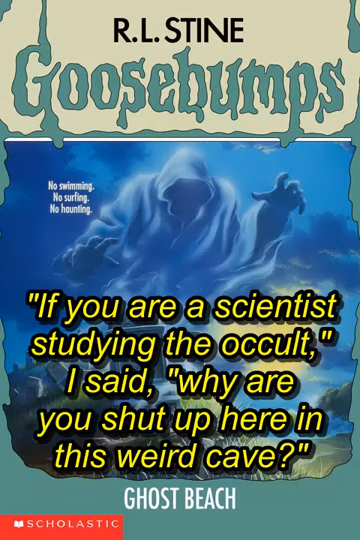 R.L. STINE
Goosebumps
No swimming.
No surfing.
No haunting.
"If you are a scientist
studying the occult,"
I said, "why are
you shut up here in
this weird cave?"
GHOST BEACH
SCHOLASTIC